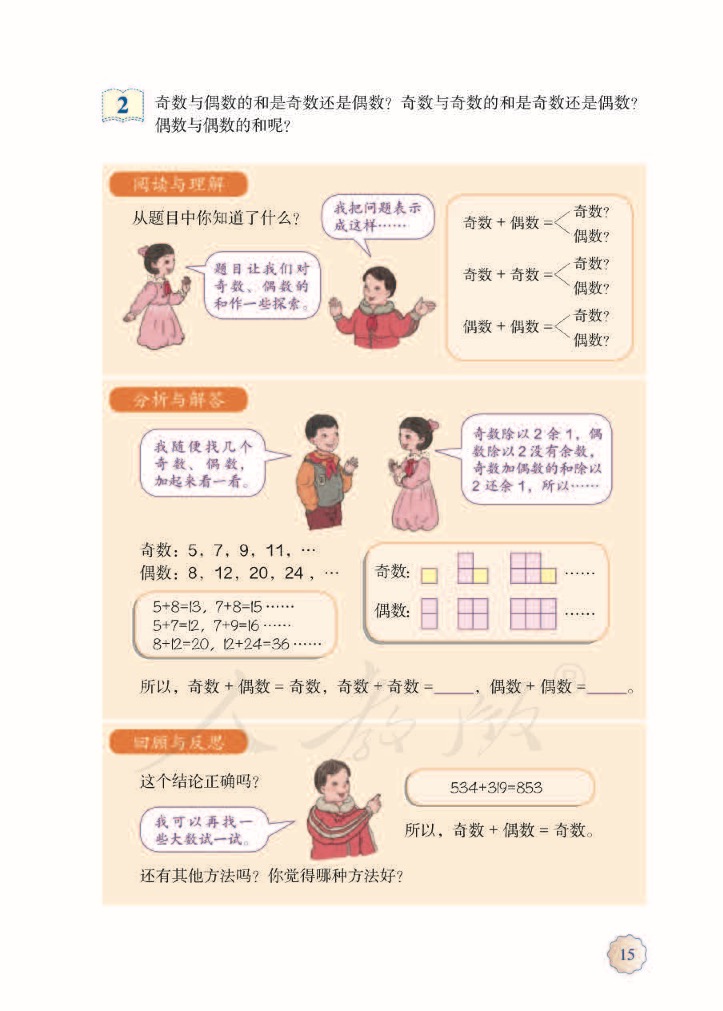 2
奇数与偶数的和是奇数还是偶数？奇数与奇数的和是奇数还是偶数？
偶数与偶数的和呢？
阅读与理解
从题目中你知道了什么？
我把问题表示
成这样……
题目让我们对
奇数、偶数的
和作一些探索。
奇数 + 偶数 = 奇数？
偶数？
奇数 + 奇数 = 奇数？
偶数？
偶数 + 偶数 = 奇数？
偶数？
分析与解答
我随便找几个
奇数、偶数，
加起来看一看。
奇数除以2余1，偶
数除以2没有余数，
奇数加偶数的和除以
2还余1，所以……
奇数：5，7，9，11，…
偶数：8，12，20，24，…
5+8=13，7+8=15……
5+7=12，7+9=16……
8+12=20，12+24=36……
奇数： ……
偶数： ……
所以，奇数 + 偶数 = 奇数，奇数 + 奇数 =____，偶数 + 偶数 =____。
人教版
回顾与反思
这个结论正确吗？
我可以再找一
些大数试一试。
534+319=853
所以，奇数 + 偶数 = 奇数。
还有其他方法吗？你觉得哪种方法好？
15